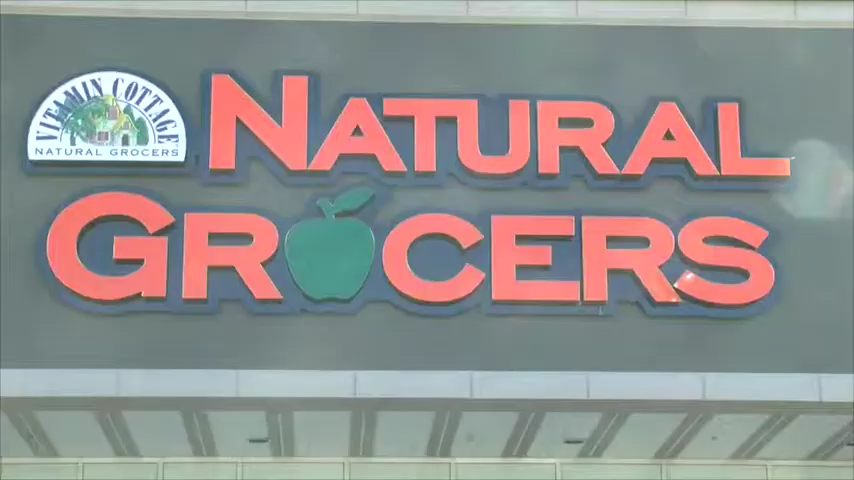 VITAMIN COTTAGE
NATURAL GROCERS
NATURAL
GROCERS